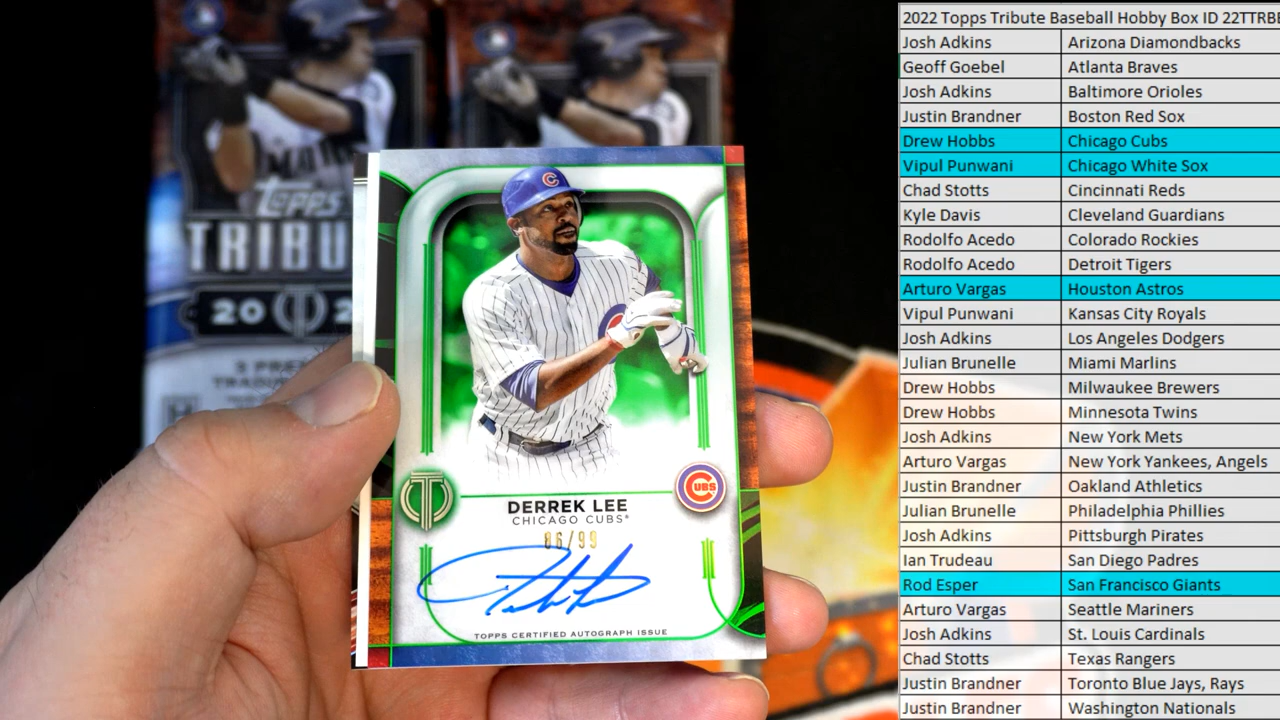 2022 Topps Tribute Baseball Hobby Box ID 22TTRB
Josh Adkins Arizona Diamondbacks
Geoff Goebel Atlanta Braves
Josh Adkins Baltimore Orioles
Justin Brandner Boston Red Sox
Drew Hobbs Chicago Cubs
Vipul Punwani Chicago White Sox
Chad Stotts Cincinnati Reds
Kyle Davis Cleveland Guardians
Rodolfo Acedo Colorado Rockies
Rodolfo Acedo Detroit Tigers
Arturo Vargas Houston Astros
Vipul Punwani Kansas City Royals
Josh Adkins Los Angeles Dodgers
Julian Brunelle Miami Marlins
Drew Hobbs Milwaukee Brewers
Drew Hobbs Minnesota Twins
Josh Adkins New York Mets
Arturo Vargas New York Yankees, Angels
Justin Brandner Oakland Athletics
Julian Brunelle Philadelphia Phillies
Josh Adkins Pittsburgh Pirates
Ian Trudeau San Diego Padres
Rod Esper San Francisco Giants
Arturo Vargas Seattle Mariners
Josh Adkins St. Louis Cardinals
Chad Stotts Texas Rangers
Justin Brandner Toronto Blue Jays, Rays
Justin Brandner Washington Nationals
Topps
TRIBU
20 2
C
CUBS
DERREK LEE
CHICAGO CUBS®
06/99
TOPPS CERTIFIED AUTOGRAPH ISSUE